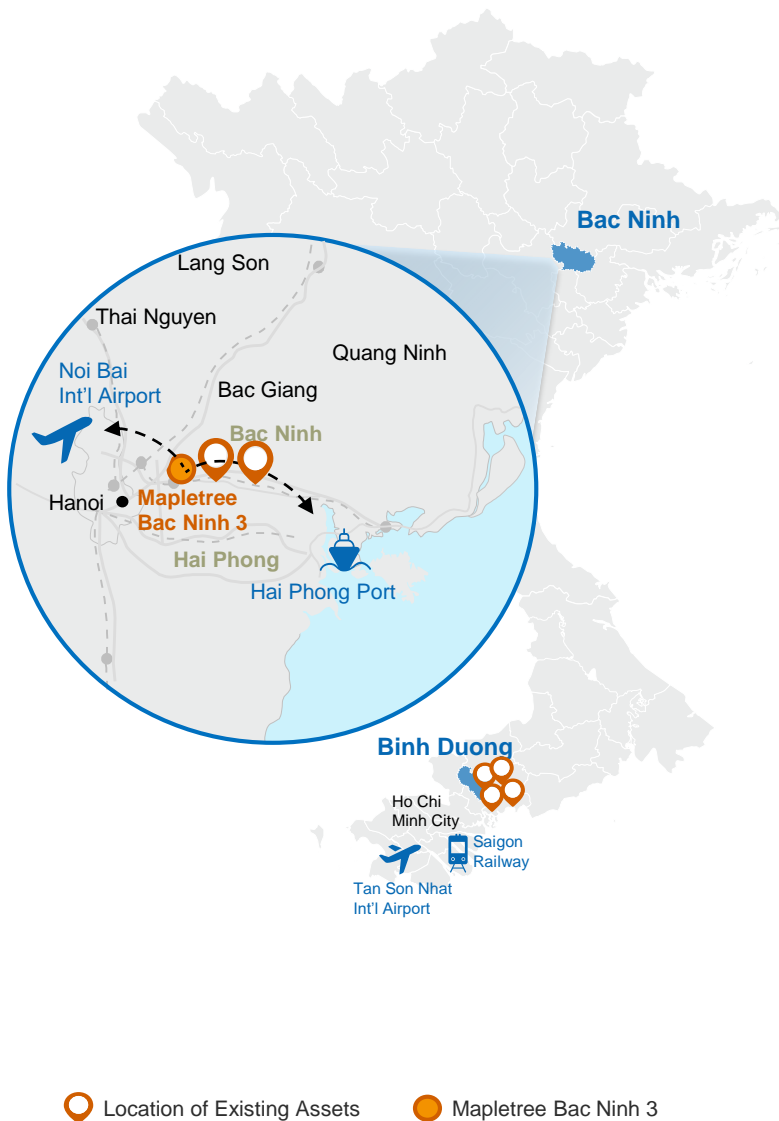 Bac Ninh
Lang Son
Thai Nguyen
Quang Ninh
Noi Bai
Int'l Airport
Bac Giang
Bac Ninh
Hanoi
Mapletree
Bac Ninh 3
Hai Phong
Hai Phong Port
Binh Duong
Ho Chi
Minh City
Saigon
Railway
Tan Son Nhat
Int'l Airport
Location of Existing Assets
Mapletree Bac Ninh 3